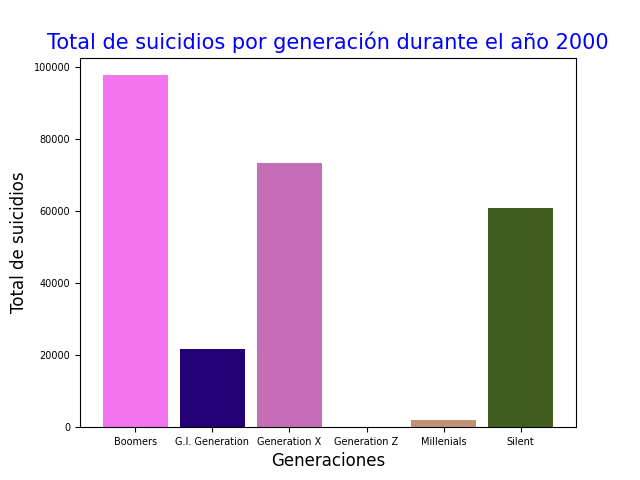 Total de suicidios por generación durante el año 2000
Total de suicidios
100000
80000
60000
40000
20000
0
Boomers G.I. Generation Generation X Generation Z Millenials Silent
Generaciones